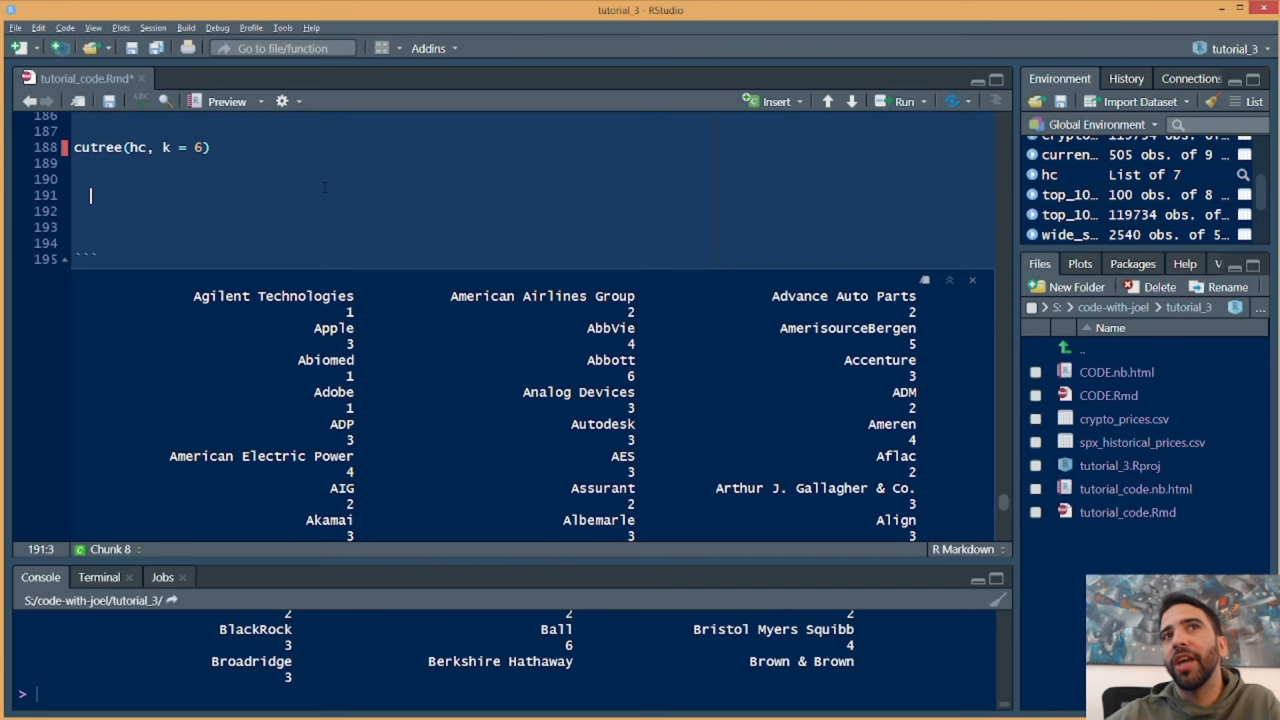 tutorial_3 - RStudio
File Edit Code View Plots Session Build Debug Profile Tools Help
Go to file/function Addins tutorial_3
tutorial_code.Rmd* Environment History Connections
ABC Preview Insert Run Import Dataset List
Global Environment
186
187
188 cutree(hc, k = 6)
189
190
191
192
193
194
195 ```
curren… 505 obs. of 9
hc List of 7
top_10… 100 obs. of 8
top_10… 119734 obs. of…
wide_s… 2540 obs. of 5…
Files Plots Packages Help V
New Folder Delete Rename
S: code-with-joel tutorial_3 ...
Name
..
CODE.nb.html
CODE.Rmd
crypto_prices.csv
spx_historical_prices.csv
tutorial_3.Rproj
tutorial_code.nb.html
tutorial_code.Rmd
Agilent Technologies American Airlines Group Advance Auto Parts
1 2 2
Apple AbbVie AmerisourceBergen
3 4 5
Abiomed Abbott Accenture
1 6 3
Adobe Analog Devices ADM
1 3 2
ADP Autodesk Ameren
3 3 4
American Electric Power AES Aflac
4 3 2
AIG Assurant Arthur J. Gallagher & Co.
2 2 3
Akamai Albemarle Align
3 3 3
191:3 Chunk 8 R Markdown
Console Terminal Jobs
S:/code-with-joel/tutorial_3/
2 2 2
BlackRock Ball Bristol Myers Squibb
3 6 4
Broadridge Berkshire Hathaway Brown & Brown
3
>